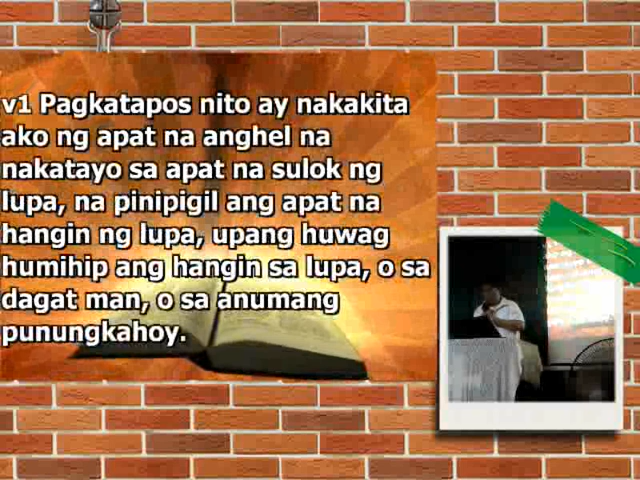 v1 Pagkatapos nito ay nakakita
ako ng apat na anghel na
nakatayo sa apat na sulok ng
lupa, na pinipigil ang apat na
hangin ng lupa, upang huwag
humihip ang hangin sa lupa, o sa
dagat man, o sa anumang
punungkahoy.